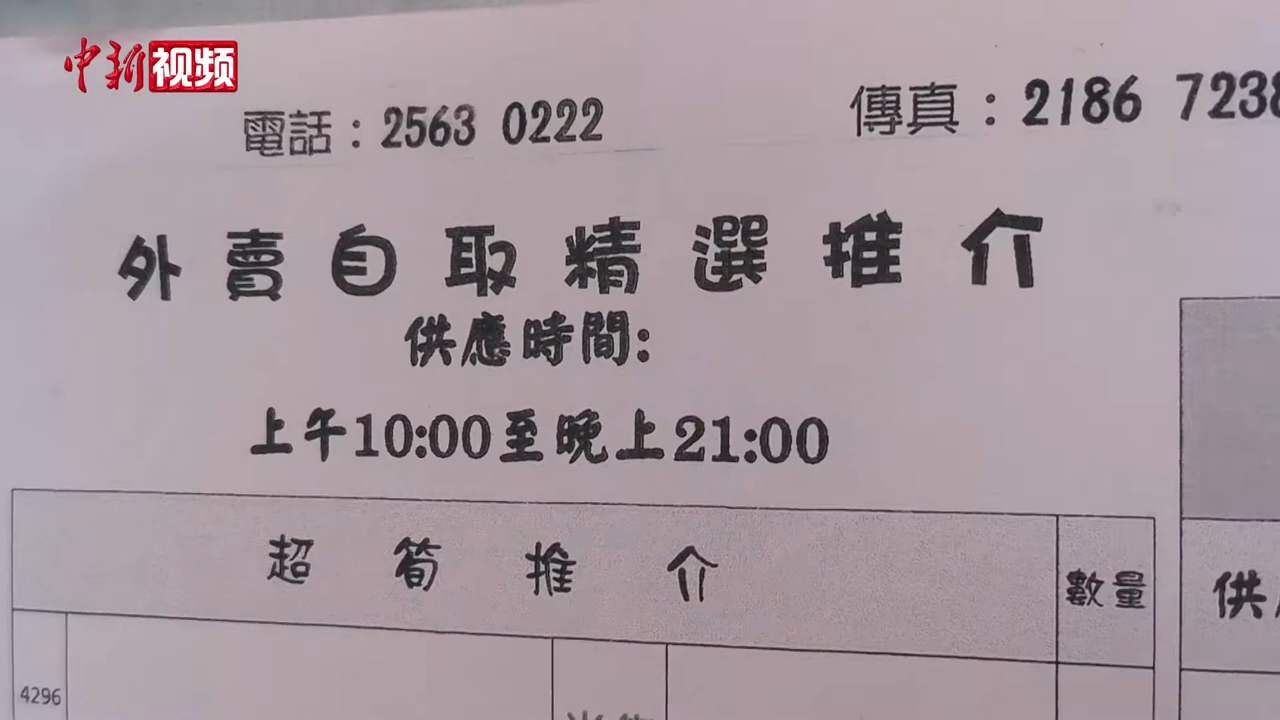 中新视频
電話：2563 0222
傳真：2186 7238
外賣自取精選推介
供應時間：
上午10:00至晚上21:00
超筍推介
數量
供
4296